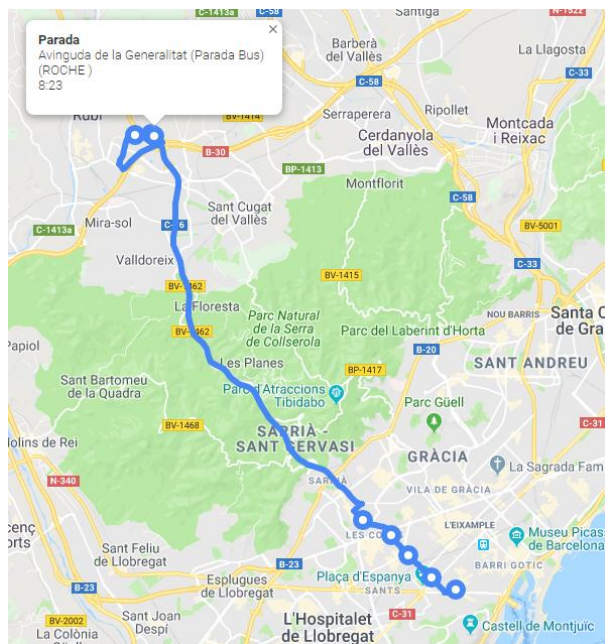 Parada
Avinguda de la Generalitat (Parada Bus)
(ROCHE )
8:23
Santiga
N-1522
Barberà
del Vallès
La Llagosta
C-58
C-33
Rubí
BV-1414
Ripollet
Serraperera
Montcada
i Reixac
Cerdanyola
del Vallès
B-30
BP-1413
Montflorit
C-58
Sant Cugat
del Vallès
C-1413a
Mira-sol
C-16
BV-5001
Valldoreix
C-33
BV-1415
BV-1462
La Floresta
Parc Natural
de la Serra
de Collserola
NOU BARRIS
Santa C
de Gra
BV-1462
Parc del Laberint d'Horta
Papiol
B-20
Les Planes
BP-1417
SANT ANDREU
Sant Bartomeu
de la Quadra
Parc d'Atraccions
Tibidabo
Parc Güell
BV-1468
SARRIÀ -
SANT GERVASI
C-31
Molins de Rei
GRÀCIA
N-340
SARRIÀ
La Sagrada Fam
VILA DE GRÀCIA
L'EIXAMPLE
LES CO
Museu Picas
de Barcelona
Sant Feliu
de Llobregat
B-23
Esplugues
de Llobregat
Plaça d'Espanya
BARRI GÒTIC
SANTS
B-23
BV-2002
La Colònia
Sant Joan
Despí
C-31
L'Hospitalet
de Llobregat
Castell de Montjuïc